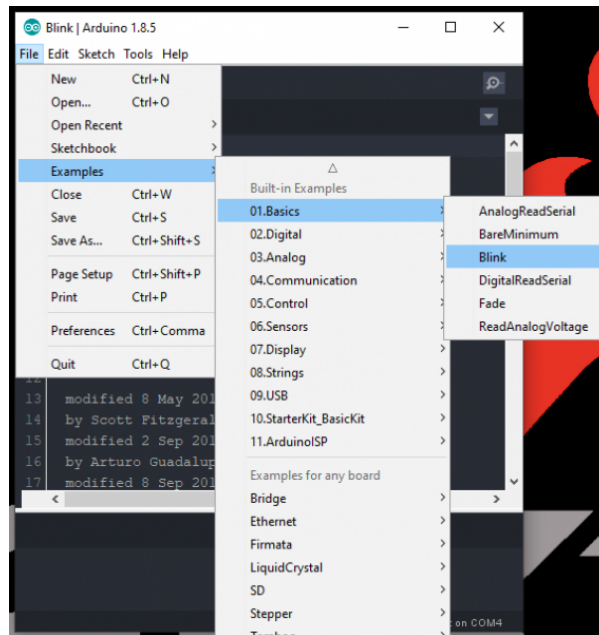 Blink | Arduino 1.8.5
File Edit Sketch Tools Help
New Ctrl+N
Open... Ctrl+O
Open Recent
Sketchbook
Examples
Close Ctrl+W
Save Ctrl+S
Save As... Ctrl+Shift+S
Page Setup Ctrl+Shift+P
Print Ctrl+P
Preferences Ctrl+Comma
Quit Ctrl+Q
Built-in Examples
01.Basics
02.Digital
03.Analog
04.Communication
05.Control
06.Sensors
07.Display
08.Strings
09.USB
10.StarterKit_BasicKit
11.ArduinoISP
Examples for any board
Bridge
Ethernet
Firmata
LiquidCrystal
SD
Stepper
AnalogReadSerial
BareMinimum
Blink
DigitalReadSerial
Fade
ReadAnalogVoltage
13 modified 8 May 201
14 by Scott Fitzgeral
15 modified 2 Sep 201
16 by Arturo Guadalup
17 modified 8 Sep 201
on COM4